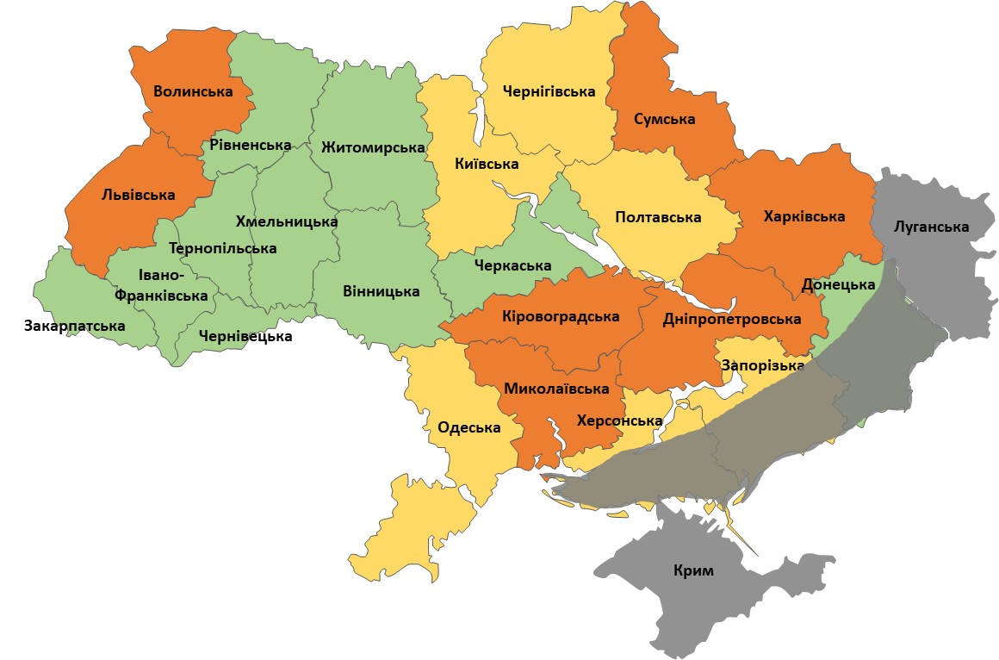 Волинська
Чернігівська
Сумська
Рівненська
Житомирська
Київська
Львівська
Полтавська
Харківська
Хмельницька
Луганська
Тернопільська
Черкаська
Івано-
Франківська
Вінницька
Донецька
Закарпатська
Чернівецька
Кіровоградська
Дніпропетровська
Запорізька
Миколаївська
Херсонська
Одеська
Крим